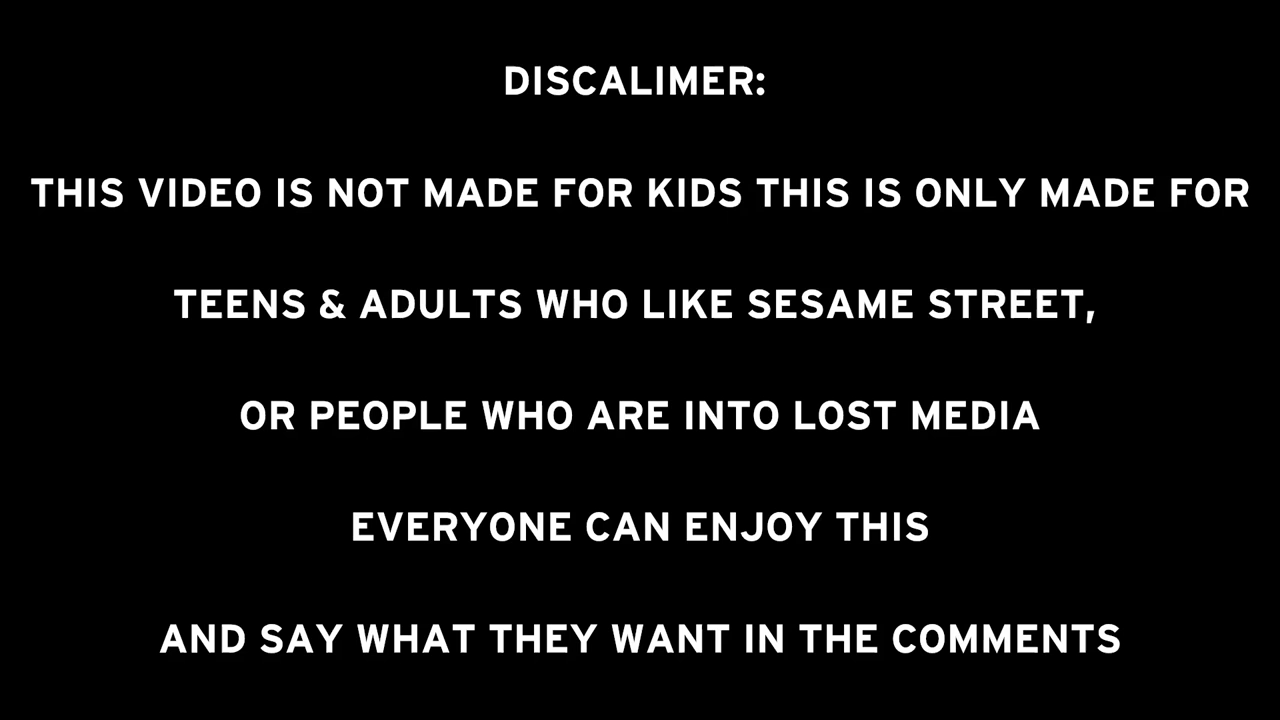 DISCALIMER:
THIS VIDEO IS NOT MADE FOR KIDS THIS IS ONLY MADE FOR
TEENS & ADULTS WHO LIKE SESAME STREET,
OR PEOPLE WHO ARE INTO LOST MEDIA
EVERYONE CAN ENJOY THIS
AND SAY WHAT THEY WANT IN THE COMMENTS